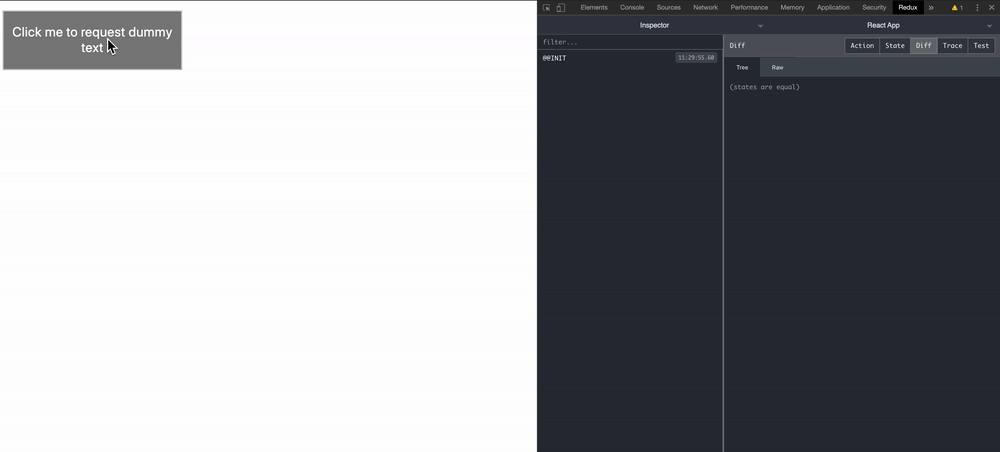 Click me to request dummy
text
Elements Console Sources Network Performance Memory Application Security Redux » 1
Inspector
React App
filter...
@@INIT
11:29:55.60
Diff
Action State Diff Trace Test
Tree Raw
(states are equal)